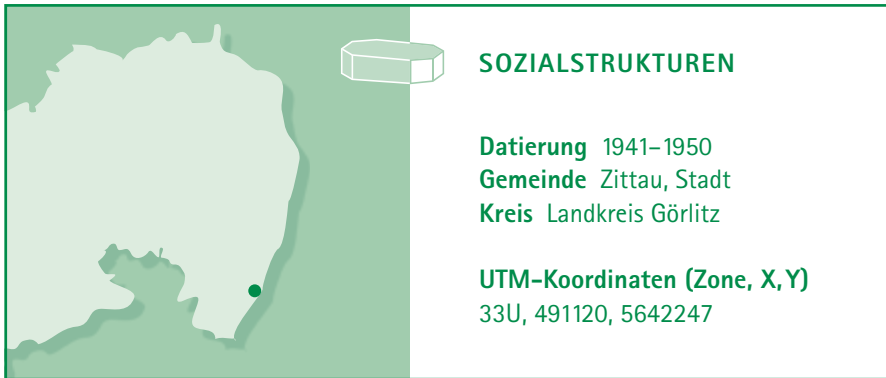 SOZIALSTRUKTUREN
Datierung 1941–1950
Gemeinde Zittau, Stadt
Kreis Landkreis Görlitz
UTM-Koordinaten (Zone, X, Y)
33U, 491120, 5642247